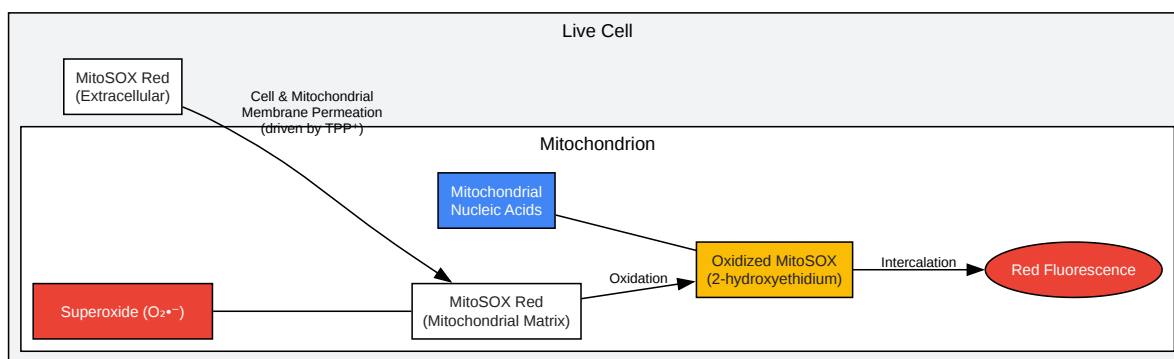 Live Cell
MitoSOX Red
(Extracellular)
Cell & Mitochondrial
Membrane Permeation
(driven by TPP⁺)
Mitochondrion
Mitochondrial
Nucleic Acids
Oxidized MitoSOX
(2-hydroxyethidium)
Intercalation
Red Fluorescence
Oxidation
MitoSOX Red
(Mitochondrial Matrix)
Superoxide (O₂•⁻)